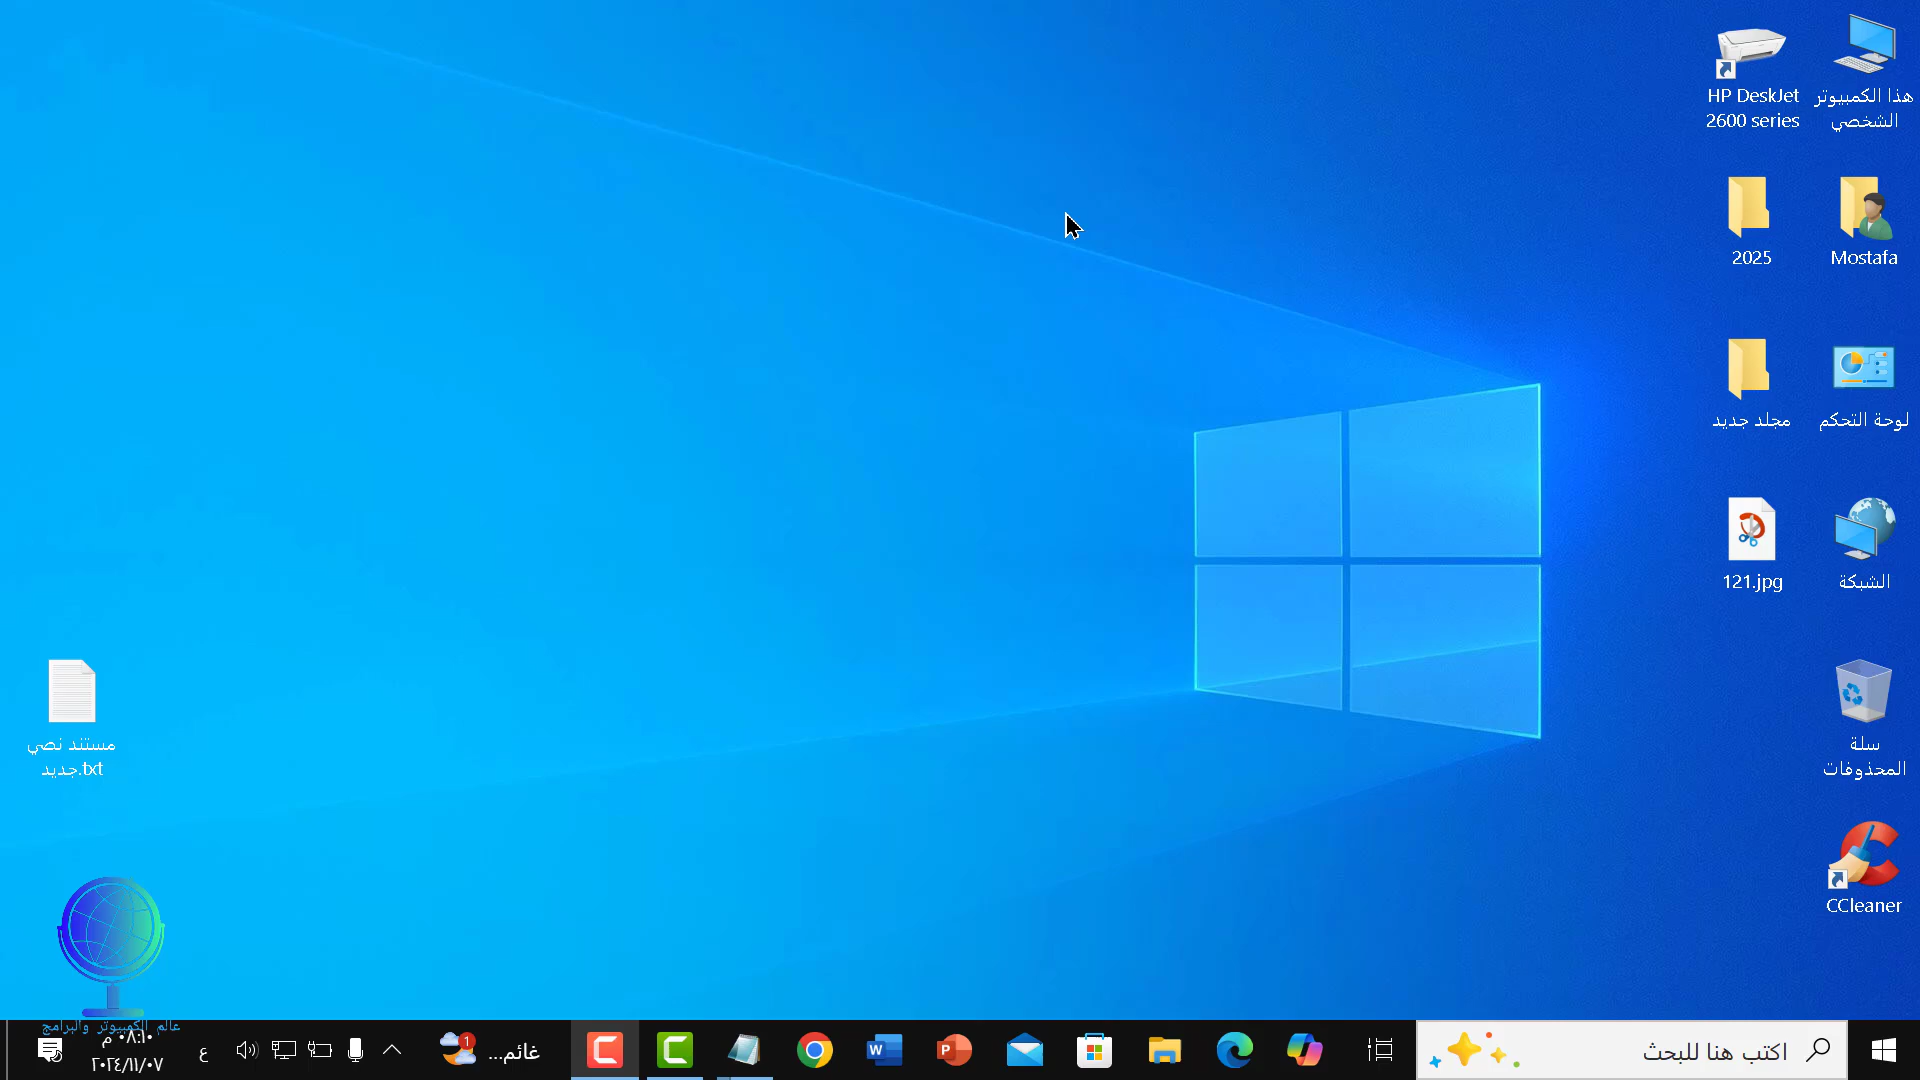 هذا الكمبيوتر
الشخصي
HP DeskJet
2600 series
Mostafa
2025
لوحة التحكم
مجلد جديد
الشبكة
121.jpg
سلة
المحذوفات
CCleaner
مستند نصي
جديد.txt
عالم الكمبيوتر والبرامج
اكتب هنا للبحث
W
P
غائم...
1
ع
٠٨:١٠ م
٢٠٢٤/١١/٠٧